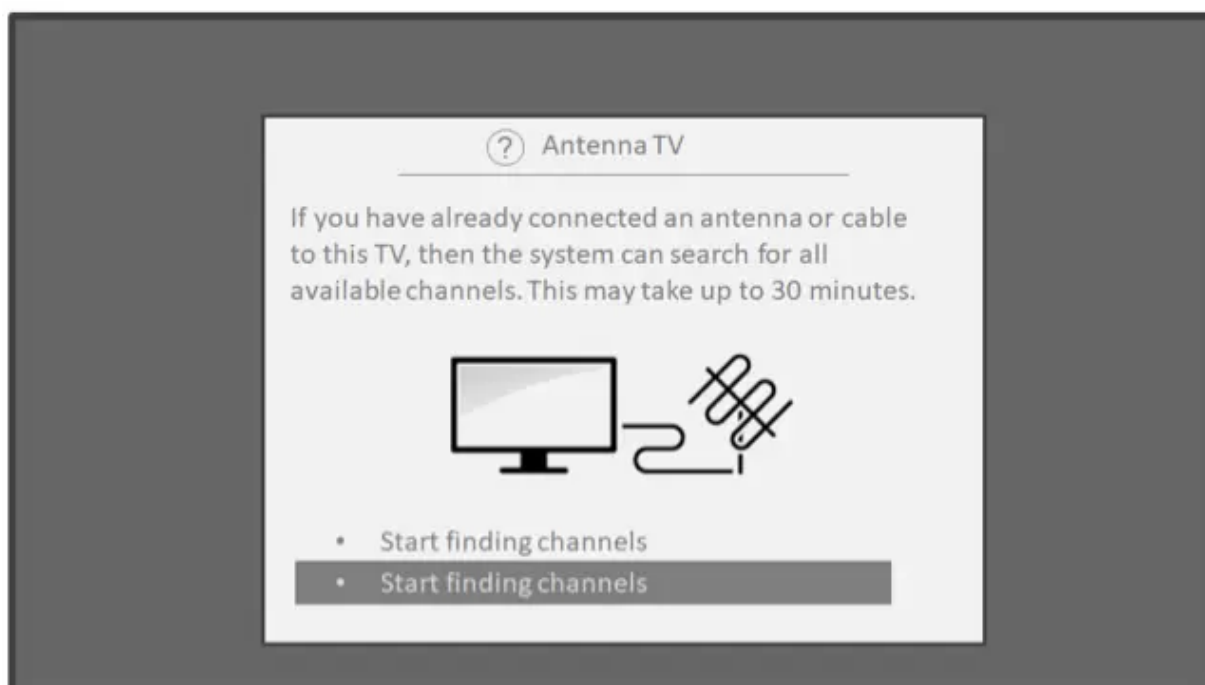 ? Antenna TV
If you have already connected an antenna or cable
to this TV, then the system can search for all
available channels. This may take up to 30 minutes.
• Start finding channels
• Start finding channels